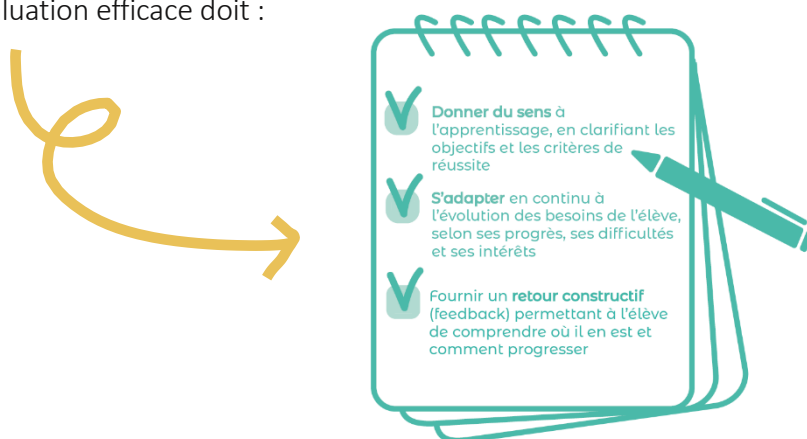 luation efficace doit :
Donner du sens à
l'apprentissage, en clarifiant les
objectifs et les critères de
réussite
S'adapter en continu à
l'évolution des besoins de l'élève,
selon ses progrès, ses difficultés
et ses intérêts
Fournir un retour constructif
(feedback) permettant à l'élève
de comprendre où il en est et
comment progresser